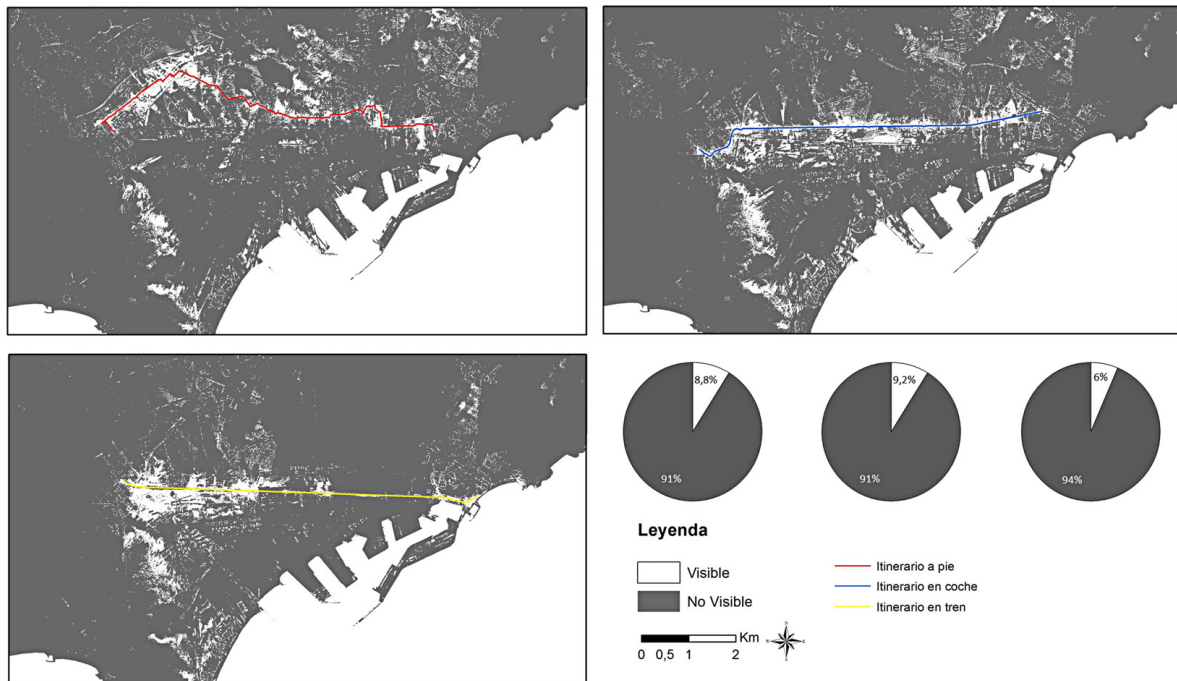 8,8%
91%
9,2%
91%
6%
94%
Leyenda
Visible
No Visible
Itinerario a pie
Itinerario en coche
Itinerario en tren
Km
0 0,5 1 2
N